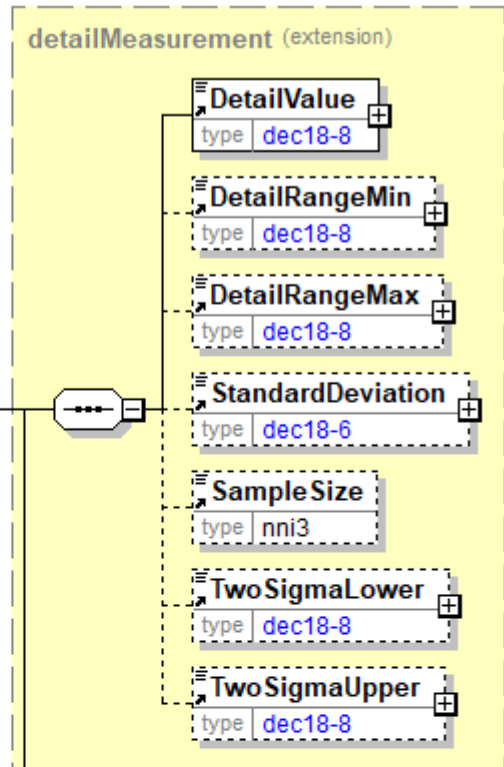 detailMeasurement (extension)
DetailValue
type dec18-8
DetailRangeMin
type dec18-8
DetailRangeMax
type dec18-8
StandardDeviation
type dec18-6
SampleSize
type nni3
TwoSigmaLower
type dec18-8
TwoSigmaUpper
type dec18-8